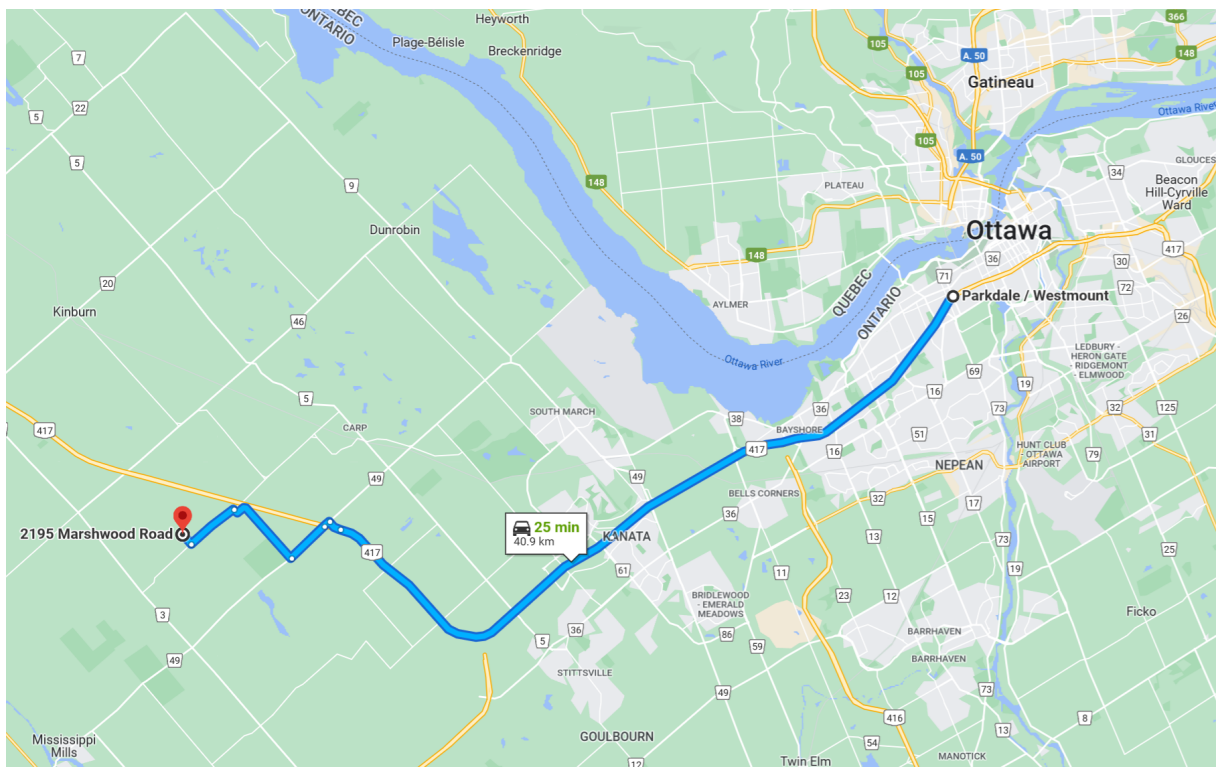 QUÉBEC
ONTARIO
Heyworth
Plage-Bélisle
Breckenridge
366
105
A. 50
148
7
105
Gatineau
22
5
Ottawa River
105
A. 50
GLOUCES
5
34
Beacon
Hill-Cyrville
Ward
148
9
PLATEAU
Dunrobin
Ottawa
417
148
36
30
71
72
20
QUEBEC
ONTARIO
Parkdale / Westmount
AYLMER
Kinburn
26
46
LEDBURY -
HERON GATE
- RIDGEMONT
- ELMWOOD
Ottawa River
69
19
16
5
SOUTH MARCH
36
73
32
125
38
417
CARP
BAYSHORE
51
31
417
16
HUNT CLUB
- OTTAWA
AIRPORT
79
NEPEAN
49
49
BELLS CORNERS
32
17
36
15
25 min
40.9 km
2195 Marshwood Road
KANATA
13
73
417
25
61
11
19
BRIDLEWOOD
- EMERALD
MEADOWS
23
12
3
Ficko
36
86
BARRHAVEN
5
59
49
BARRHAVEN
STITTSVILLE
49
73
416
8
13
Mississippi
Mills
GOULBOURN
54
12
Twin Elm
MANOTICK